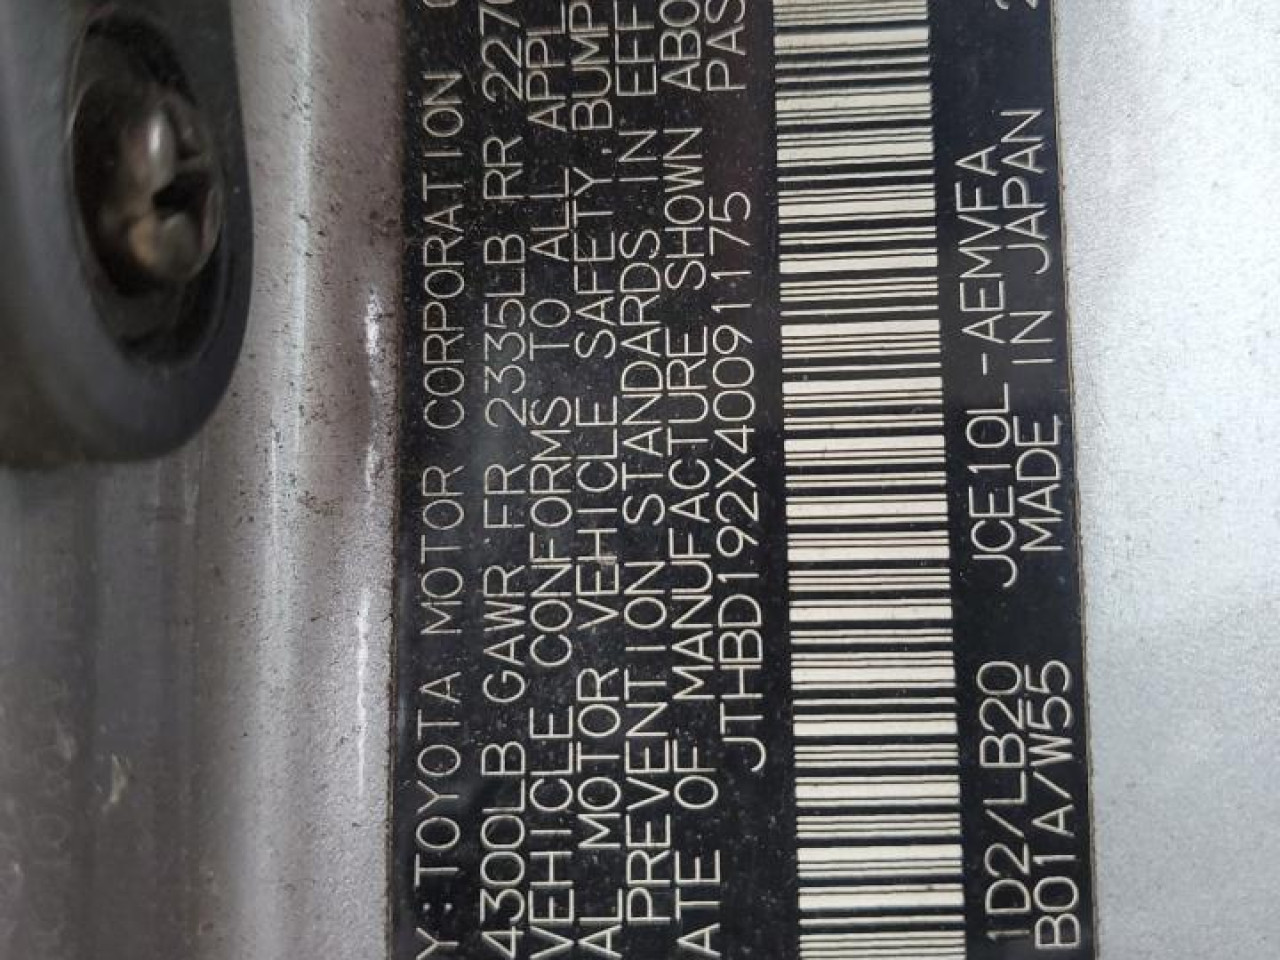 Y: TOYOTA MOTOR CORPORATION
4300LB GAWR FR 2335LB RR 227
VEHICLE CONFORMS TO ALL APPL
AL MOTOR VEHICLE SAFETY, BUMP
PREVENTION STANDARDS IN EFF
ATE OF MANUFACTURE SHOWN ABO
JTHBD192X40091175 PAS
1D2/LB20 JCE10L-AEMVFA
B01A/W55 MADE IN JAPAN 2